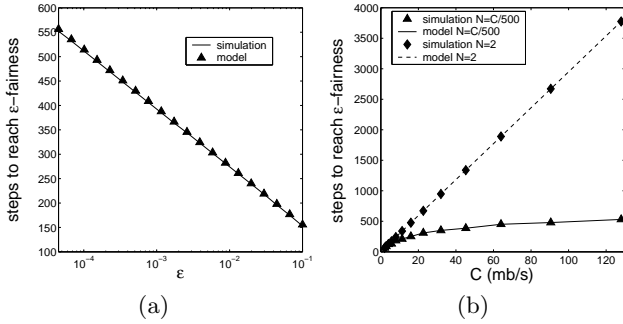 steps to reach ε−fairness
600
550
500
450
400
350
300
250
200
150
100
simulation
model
10−4
10−3
10−2
10−1
ε
(a)
steps to reach ε−fairness
4000
3500
3000
2500
2000
1500
1000
500
0
simulation N=C/500
model N=C/500
simulation N=2
model N=2
0 20 40 60 80 100 120
C (mb/s)
(b)